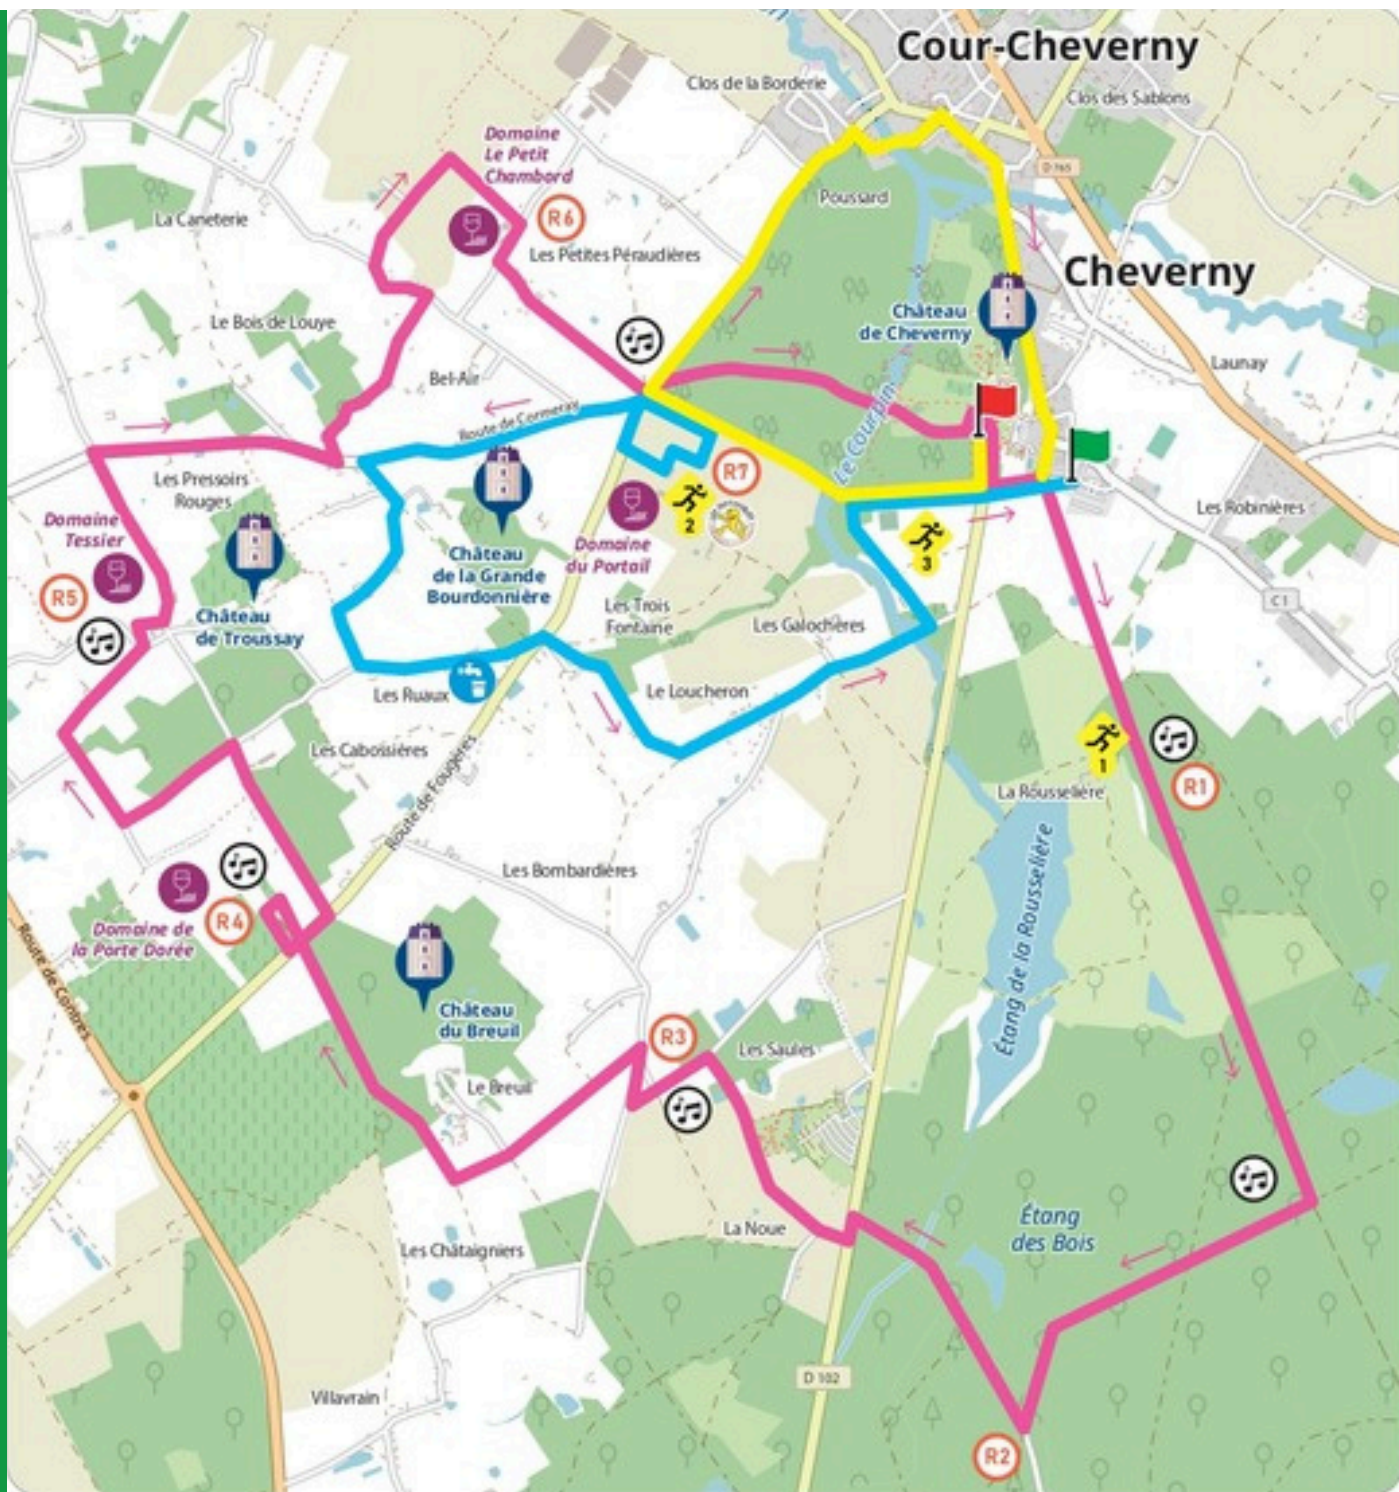 Cour-Cheverny
Clos de la Borderie
Clos des Sablons
Domaine
Le Petit
Chambord
D 765
R6
Poussard
La Caneterie
Les Petites Péraudières
Cheverny
Le Bois de Louye
Château
de Cheverny
Launay
Bel-Air
Route de Cormeray
Le Courpin
Les Pressoirs
Rouges
R7
2
Les Robinières
Domaine
Tessier
Domaine
du Portail
3
Château
de la Grande
Bourdonnière
R5
Château
de Troussay
Les Trois
Fontaine
Les Galochères
C1
Les Ruaux
Le Loucheron
Les Cabossières
Route de Fougères
1
La Rousselière
R1
Les Bombardières
Étang de la Rousselière
R4
Domaine de
la Porte Dorée
Route de Contres
Château
du Breuil
R3
Les Saules
Le Breuil
Étang
des Bois
La Noue
Les Châtaigniers
D 102
Villavrain
R2